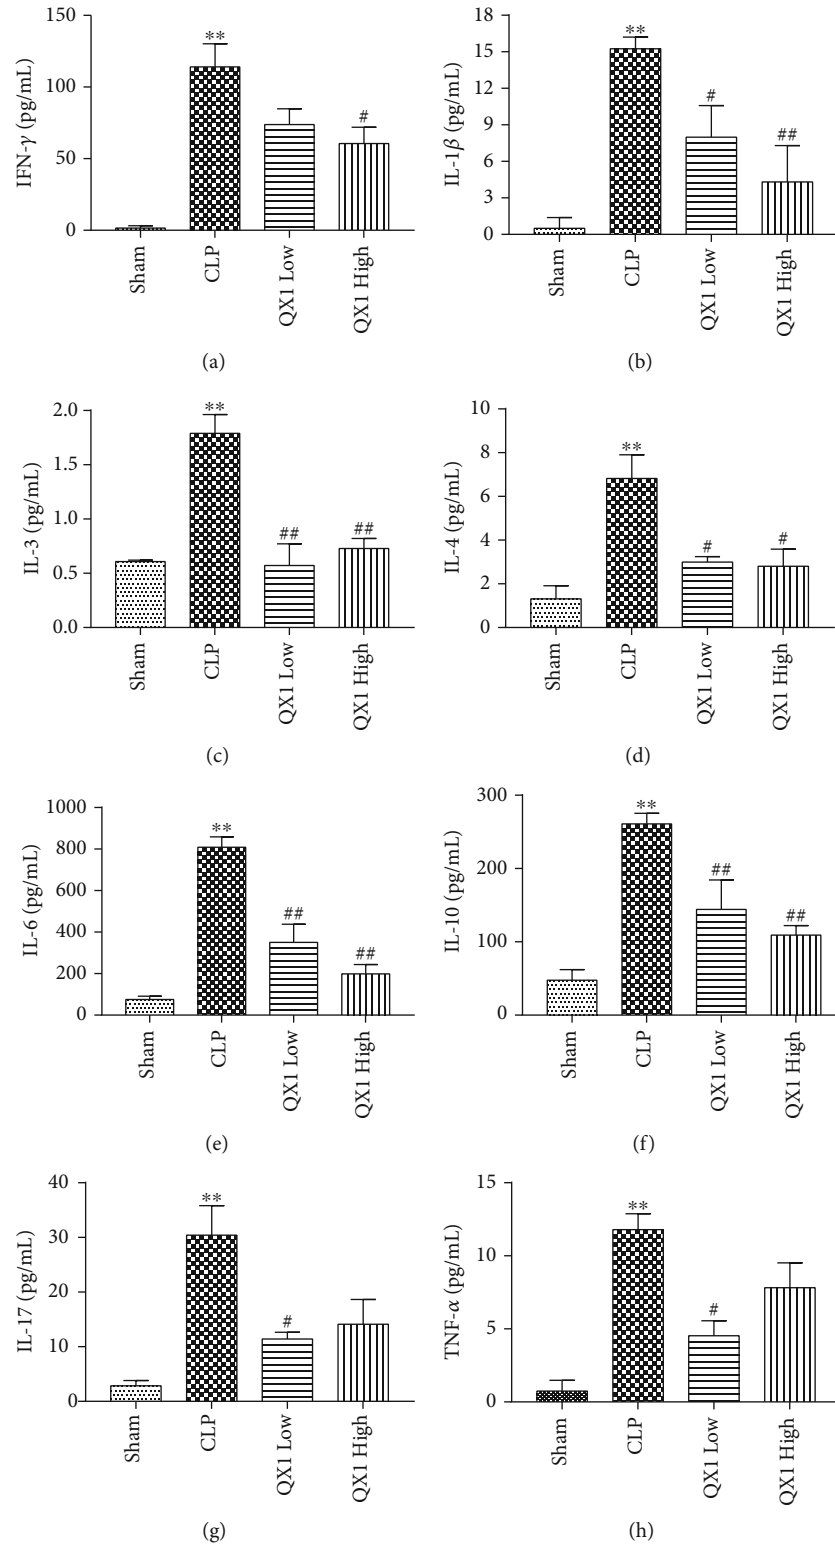 150
100
50
0
IFN-γ (pg/mL)
**
#
Sham
CLP
QX1 Low
QX1 High
(a)
18
15
12
9
6
3
0
IL-1β (pg/mL)
**
#
##
Sham
CLP
QX1 Low
QX1 High
(b)
2.0
1.5
1.0
0.5
0.0
IL-3 (pg/mL)
**
##
##
Sham
CLP
QX1 Low
QX1 High
(c)
10
8
6
4
2
0
IL-4 (pg/mL)
**
#
#
Sham
CLP
QX1 Low
QX1 High
(d)
1000
800
600
400
200
0
IL-6 (pg/mL)
**
##
##
Sham
CLP
QX1 Low
QX1 High
(e)
300
200
100
0
IL-10 (pg/mL)
**
##
##
Sham
CLP
QX1 Low
QX1 High
(f)
40
30
20
10
0
IL-17 (pg/mL)
**
#
Sham
CLP
QX1 Low
QX1 High
(g)
15
10
5
0
TNF-α (pg/mL)
**
#
Sham
CLP
QX1 Low
QX1 High
(h)